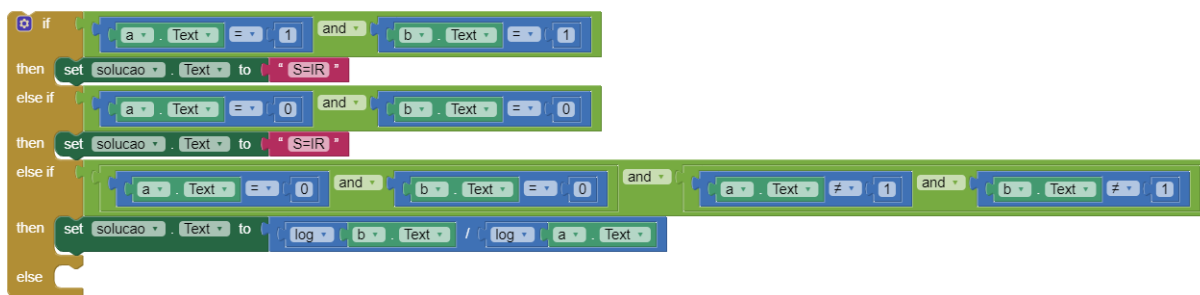 if a . Text = 1 and b . Text = 1
then set solucao . Text to " S=IR "
else if a . Text = 0 and b . Text = 0
then set solucao . Text to " S=IR "
else if a . Text = 0 and b . Text = 0 and a . Text ≠ 1 and b . Text ≠ 1
then set solucao . Text to log b . Text / log a . Text
else